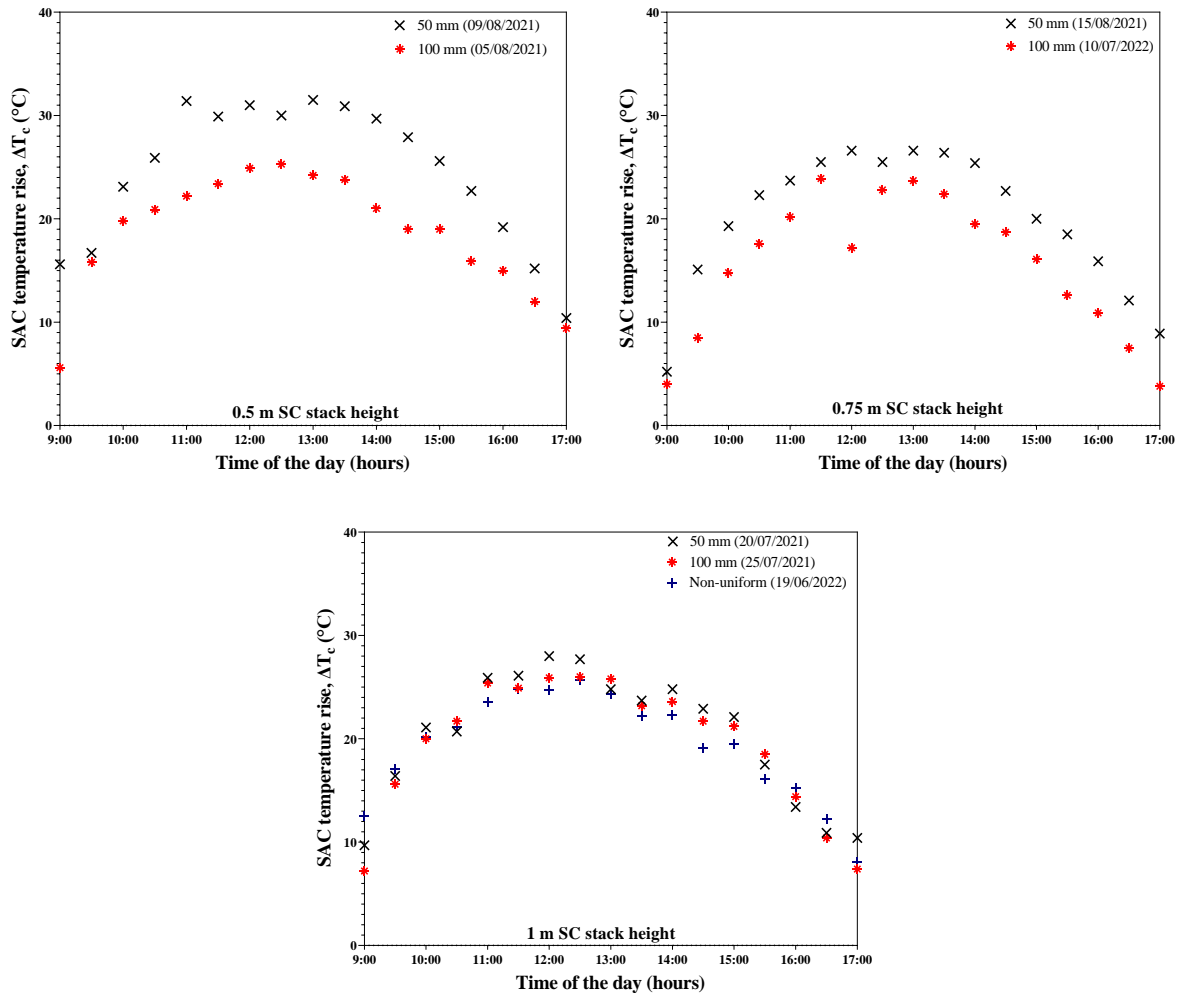 40
30
20
10
0
SAC temperature rise, ΔTc (°C)
50 mm (09/08/2021)
100 mm (05/08/2021)
0.5 m SC stack height
9:00 10:00 11:00 12:00 13:00 14:00 15:00 16:00 17:00
Time of the day (hours)
40
30
20
10
0
SAC temperature rise, ΔTc (°C)
50 mm (15/08/2021)
100 mm (10/07/2022)
0.75 m SC stack height
9:00 10:00 11:00 12:00 13:00 14:00 15:00 16:00 17:00
Time of the day (hours)
40
30
20
10
0
SAC temperature rise, ΔTc (°C)
50 mm (20/07/2021)
100 mm (25/07/2021)
Non-uniform (19/06/2022)
1 m SC stack height
9:00 10:00 11:00 12:00 13:00 14:00 15:00 16:00 17:00
Time of the day (hours)